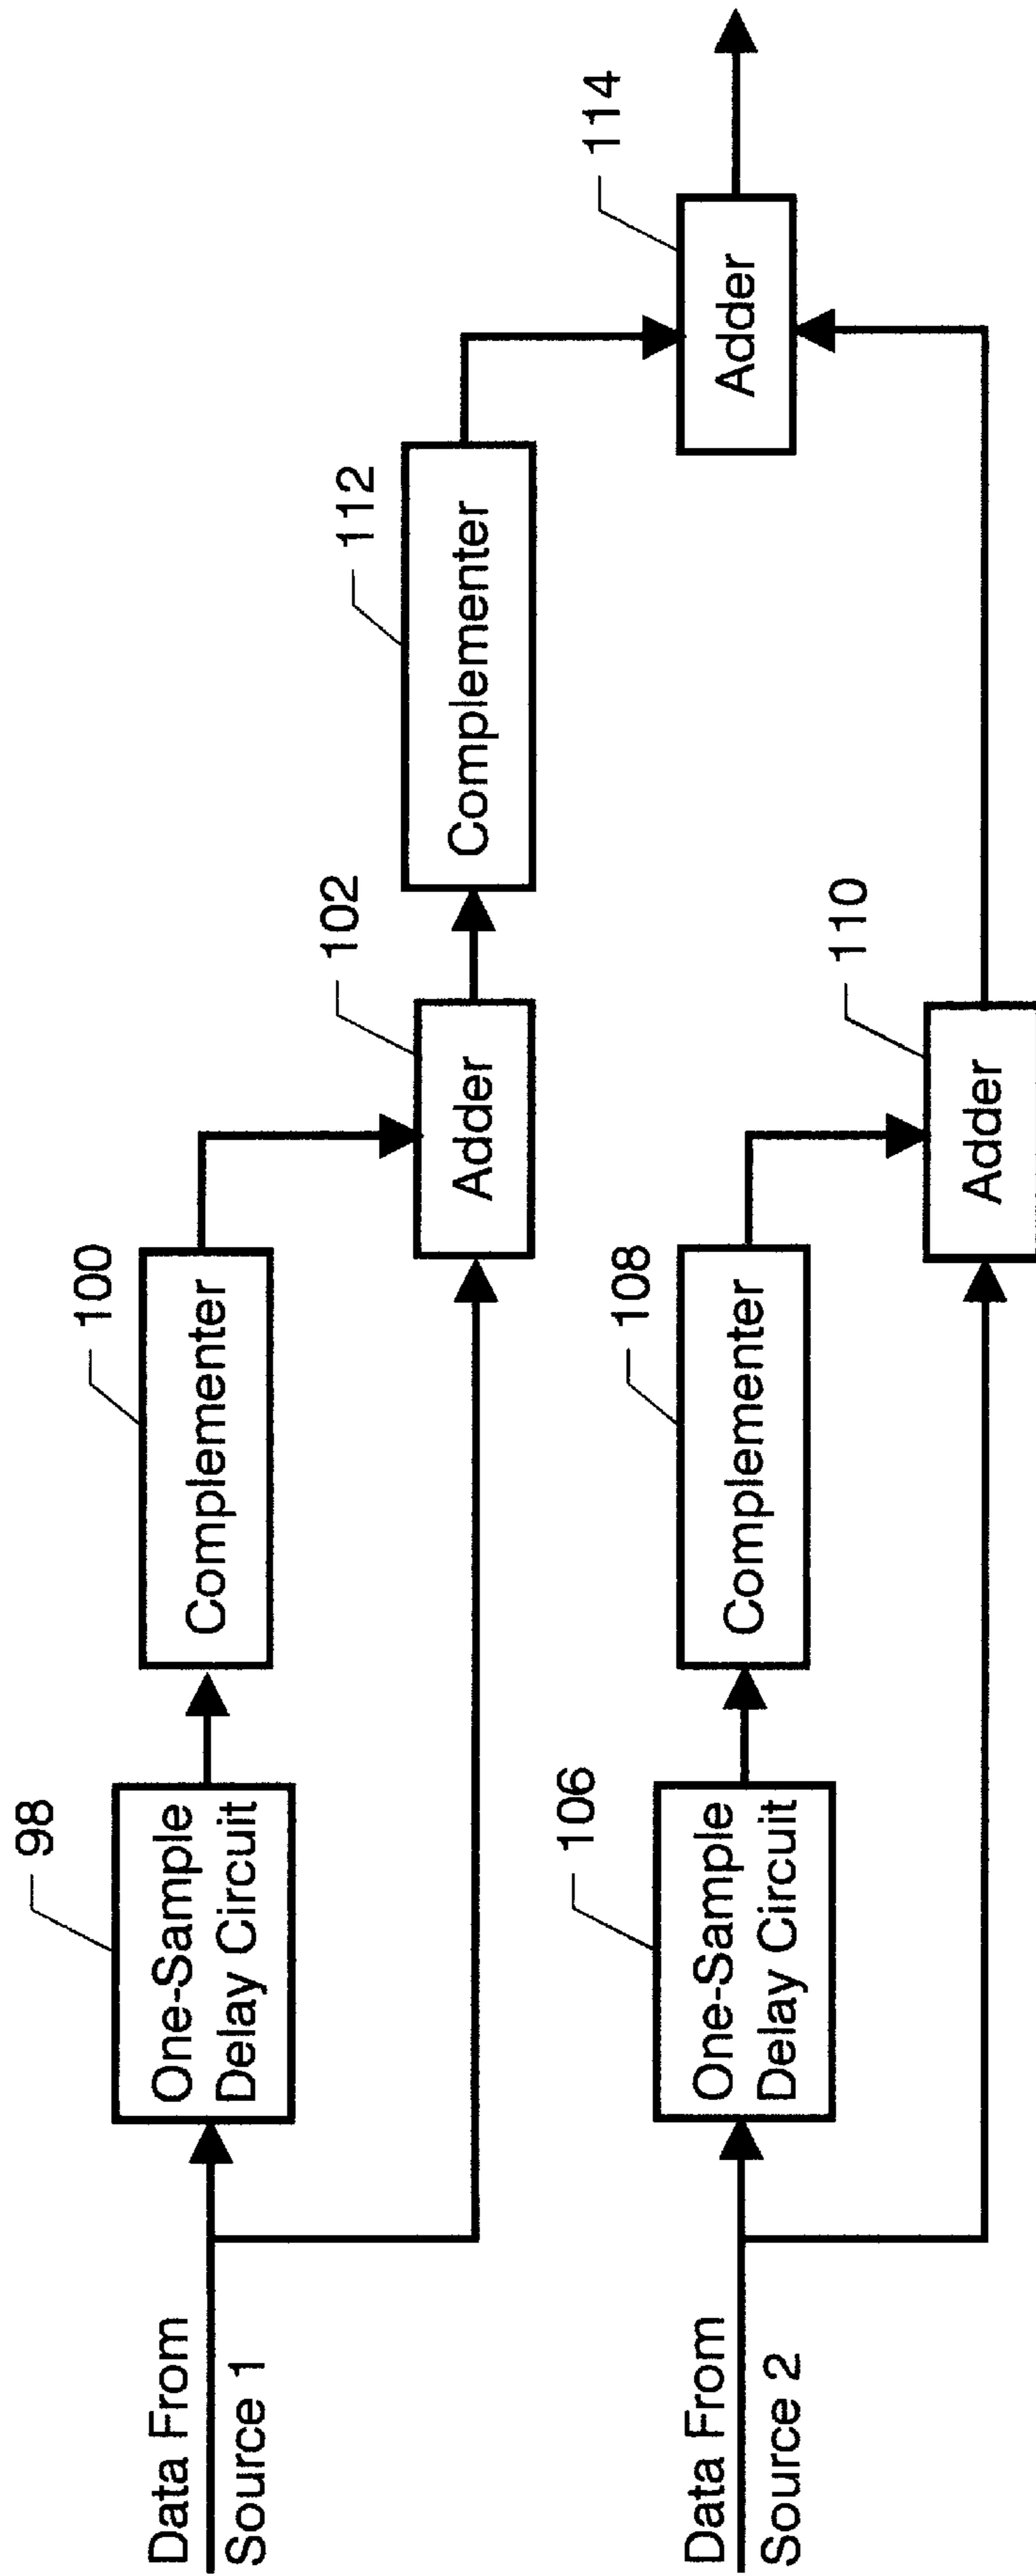 Data From
Source 1
98
One-Sample
Delay Circuit
100
Complementer
102
Adder
112
Complementer
114
Adder
Data From
Source 2
106
One-Sample
Delay Circuit
108
Complementer
110
Adder